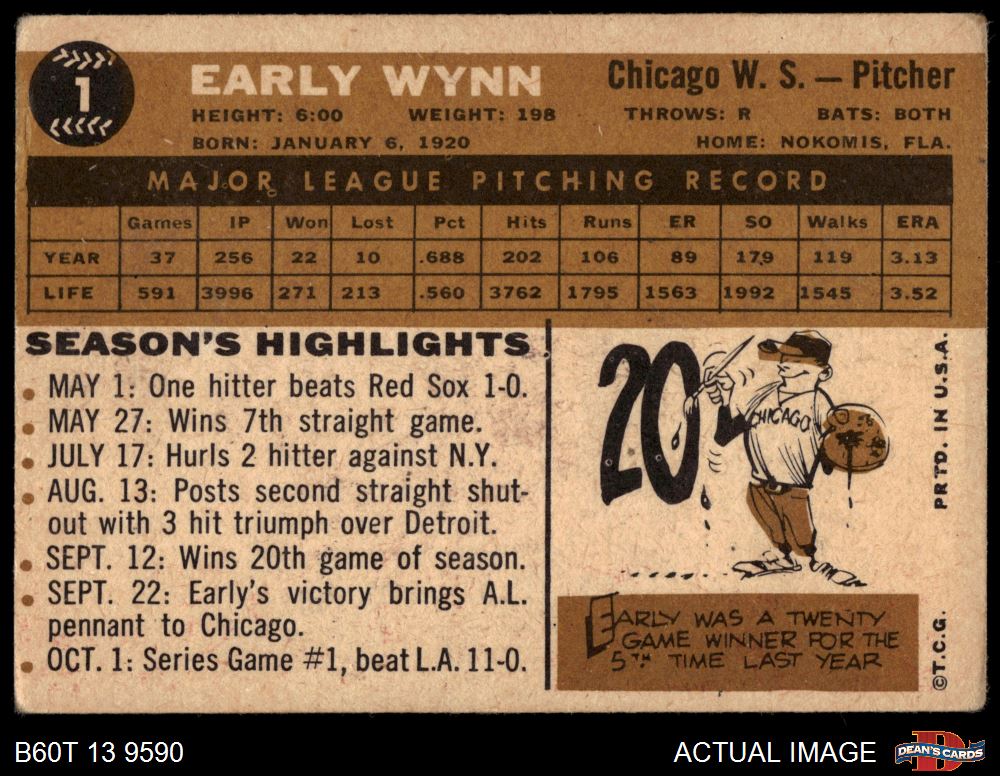 1
EARLY WYNN
Chicago W. S. — Pitcher
HEIGHT: 6:00 WEIGHT: 198 THROWS: R BATS: BOTH
BORN: JANUARY 6, 1920 HOME: NOKOMIS, FLA.
MAJOR LEAGUE PITCHING RECORD
Games IP Won Lost Pct Hits Runs ER SO Walks ERA
YEAR 37 256 22 10 .688 202 106 89 179 119 3.13
LIFE 591 3996 271 213 .560 3762 1795 1563 1992 1545 3.52
SEASON'S HIGHLIGHTS
• MAY 1: One hitter beats Red Sox 1-0.
• MAY 27: Wins 7th straight game.
• JULY 17: Hurls 2 hitter against N.Y.
• AUG. 13: Posts second straight shut-
out with 3 hit triumph over Detroit.
• SEPT. 12: Wins 20th game of season.
• SEPT. 22: Early's victory brings A.L.
pennant to Chicago.
• OCT. 1: Series Game #1, beat L.A. 11-0.
20
CHICAGO
EARLY WAS A TWENTY
GAME WINNER FOR THE
5TH TIME LAST YEAR
PRTD. IN U.S.A.
©T.C.G.
B60T 13 9590
ACTUAL IMAGE
DEAN'S CARDS